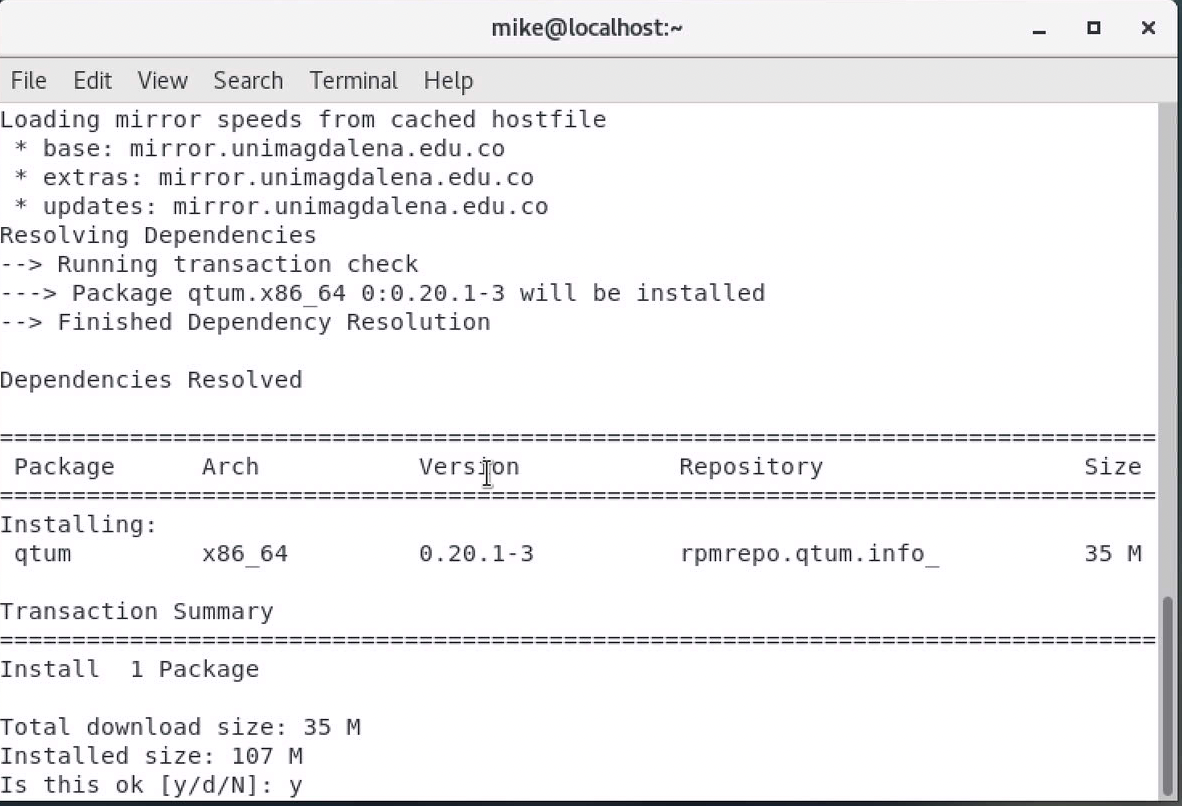 mike@localhost:~
File Edit View Search Terminal Help
Loading mirror speeds from cached hostfile
 * base: mirror.unimagdalena.edu.co
 * extras: mirror.unimagdalena.edu.co
 * updates: mirror.unimagdalena.edu.co
Resolving Dependencies
--> Running transaction check
---> Package qtum.x86_64 0:0.20.1-3 will be installed
--> Finished Dependency Resolution

Dependencies Resolved

================================================================================
 Package      Arch           Version           Repository                  Size
================================================================================
Installing:
 qtum         x86_64         0.20.1-3          rpmrepo.qtum.info_          35 M

Transaction Summary
================================================================================
Install  1 Package

Total download size: 35 M
Installed size: 107 M
Is this ok [y/d/N]: y